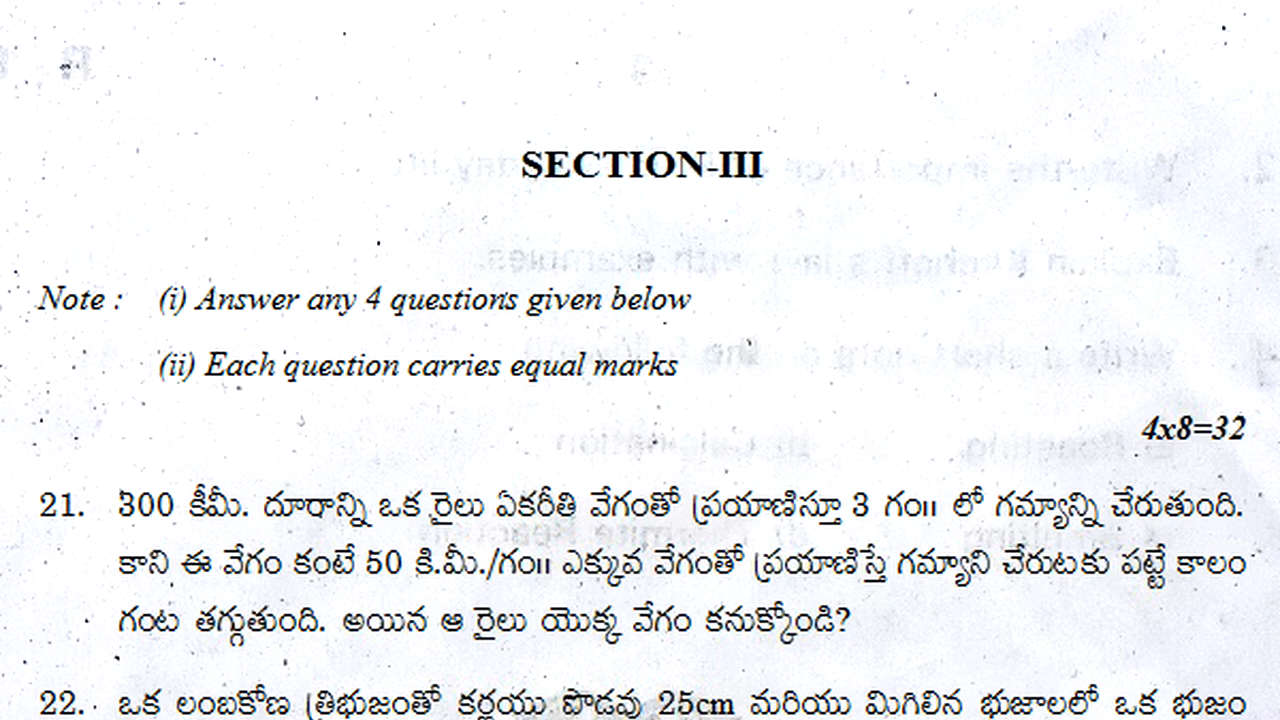 SECTION-III
Note : (i) Answer any 4 questions given below
(ii) Each question carries equal marks
4x8=32
21. 300 కీమీ. దూరాన్ని ఒక రైలు ఏకరీతి వేగంతో ప్రయాణిస్తూ 3 గం॥ లో గమ్యాన్ని చేరుతుంది.
కాని ఈ వేగం కంటే 50 కి.మీ./గం॥ ఎక్కువ వేగంతో ప్రయాణిస్తే గమ్యాని చేరుటకు పట్టే కాలం
గంట తగ్గుతుంది. అయిన ఆ రైలు యొక్క వేగం కనుక్కోండి?
22. ఒక లంబకోణ త్రిభుజంతో కర్ణయు పొడవు 25cm మరియు మిగిలిన భుజాలలో ఒక భుజం